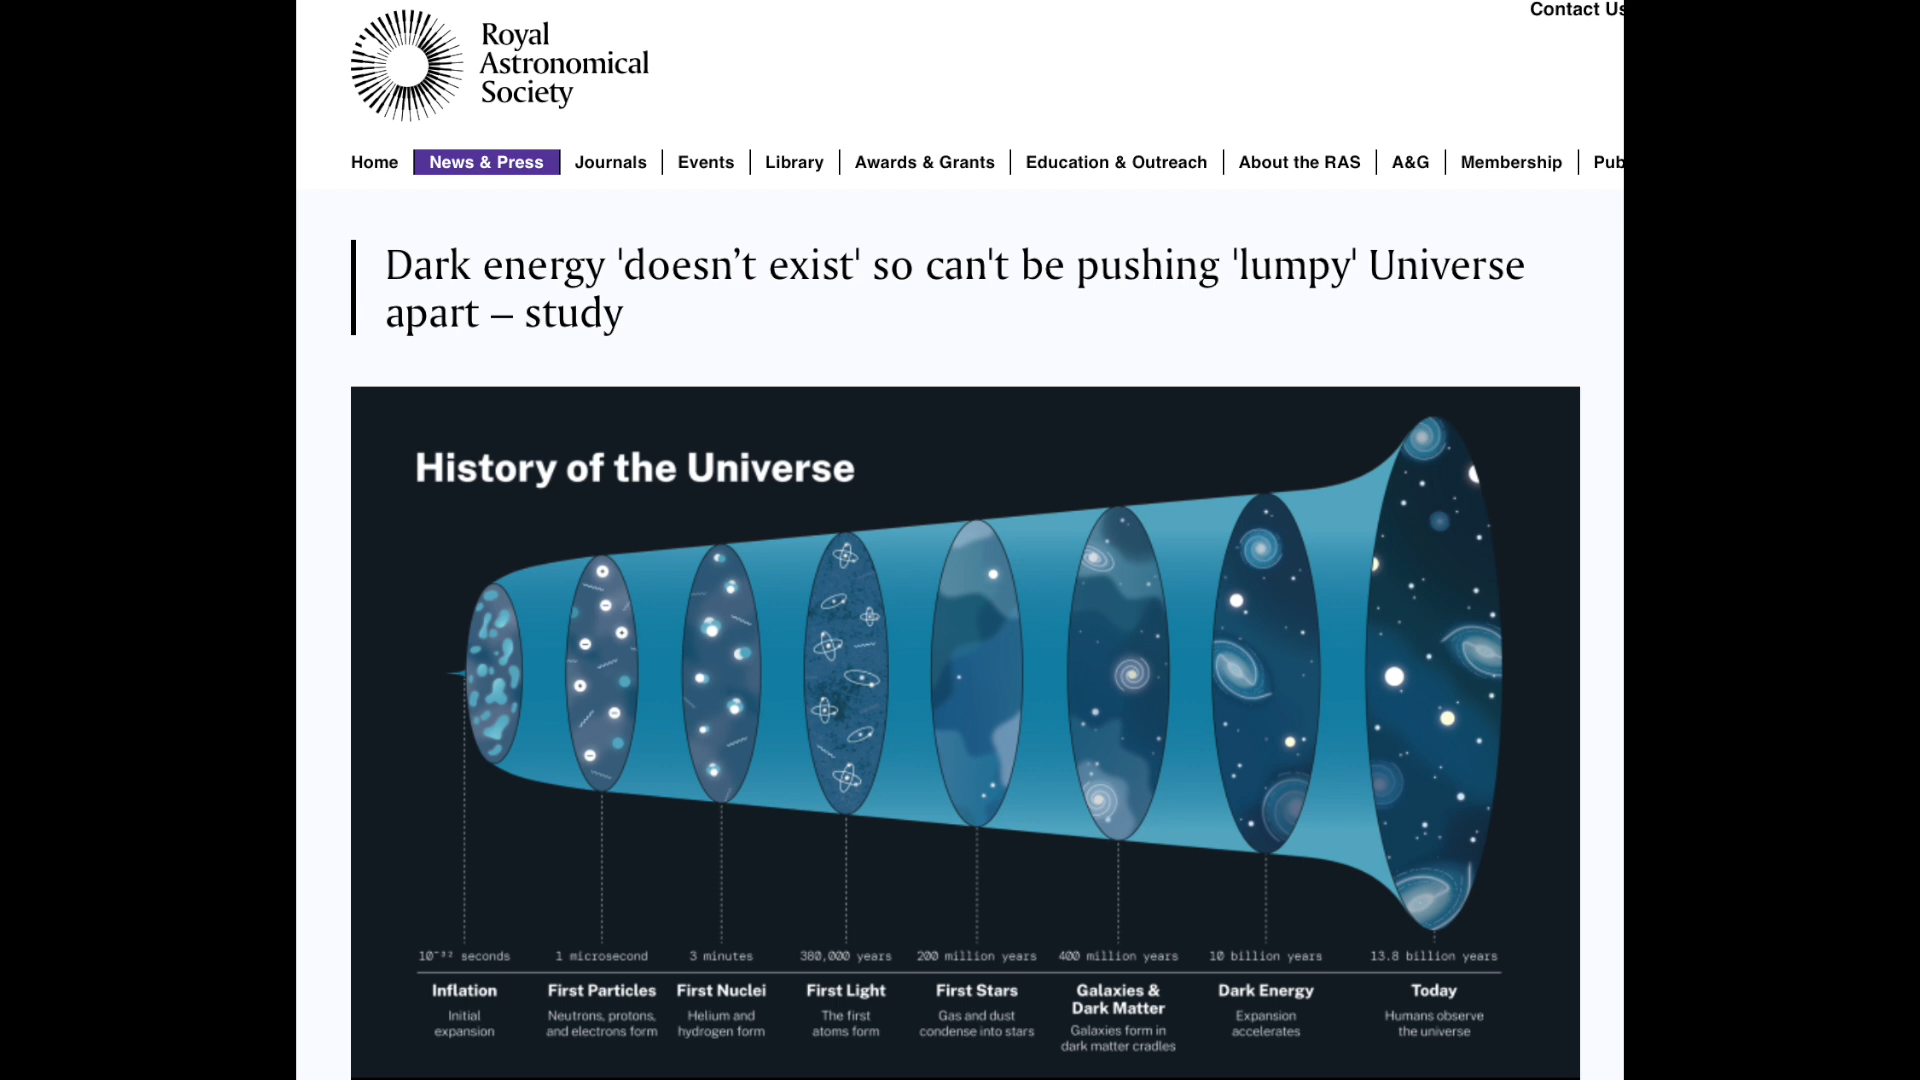 Contact Us
Royal
Astronomical
Society
Home
News & Press
Journals
Events
Library
Awards & Grants
Education & Outreach
About the RAS
A&G
Membership
Pub
Dark energy 'doesn’t exist' so can't be pushing 'lumpy' Universe
apart – study
History of the Universe
10⁻³² seconds
Inflation
Initial
expansion
1 microsecond
First Particles
Neutrons, protons,
and electrons form
3 minutes
First Nuclei
Helium and
hydrogen form
380,000 years
First Light
The first
atoms form
200 million years
First Stars
Gas and dust
condense into stars
400 million years
Galaxies &
Dark Matter
Galaxies form in
dark matter cradles
10 billion years
Dark Energy
Expansion
accelerates
13.8 billion years
Today
Humans observe
the universe